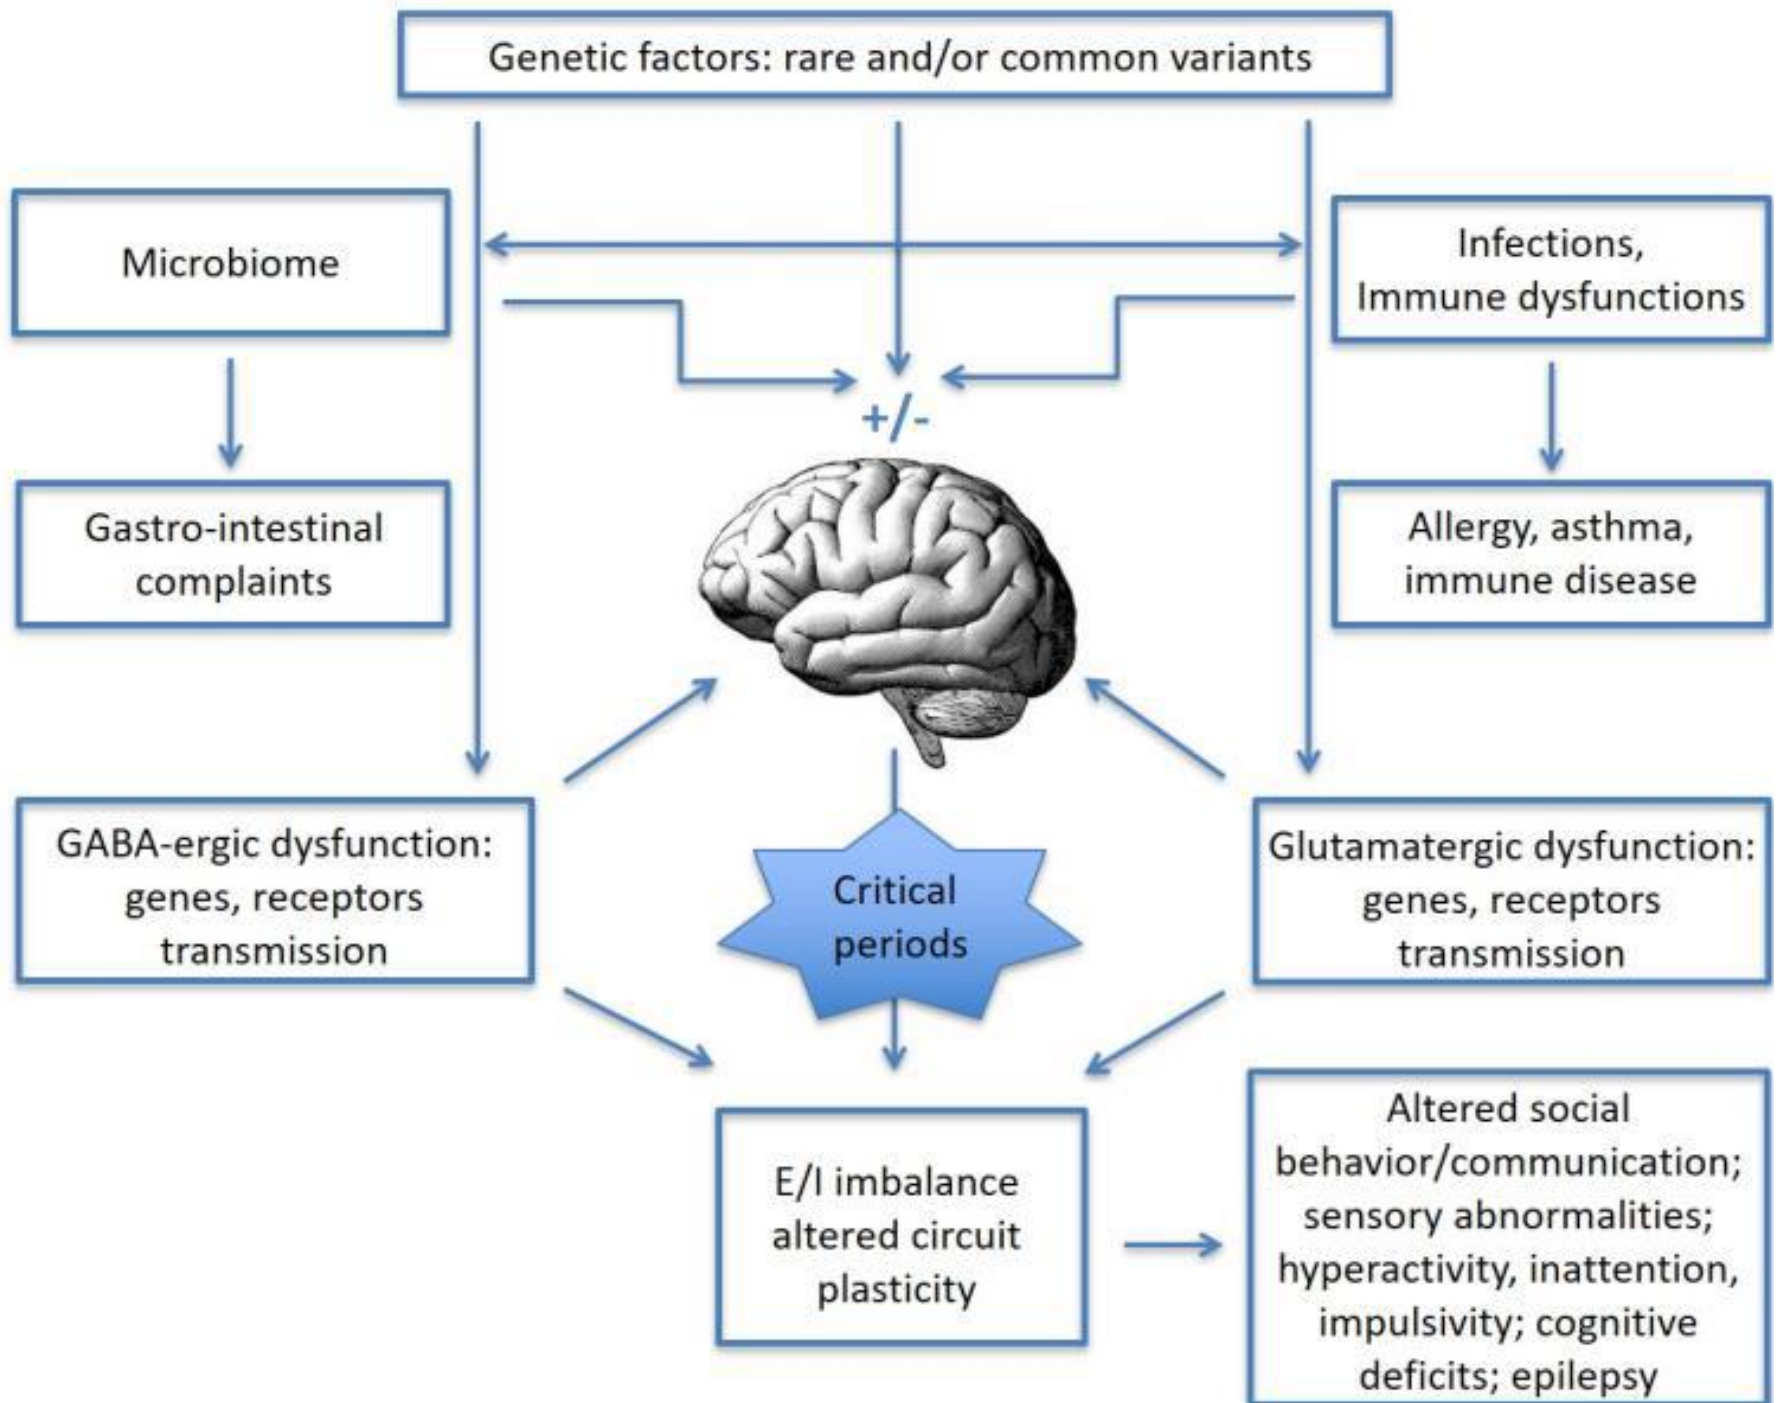 Genetic factors: rare and/or common variants
Microbiome
Infections,
Immune dysfunctions
+/-
Gastro-intestinal
complaints
Allergy, asthma,
immune disease
GABA-ergic dysfunction:
genes, receptors
transmission
Critical
periods
Glutamatergic dysfunction:
genes, receptors
transmission
E/I imbalance
altered circuit
plasticity
Altered social
behavior/communication;
sensory abnormalities;
hyperactivity, inattention,
impulsivity; cognitive
deficits; epilepsy